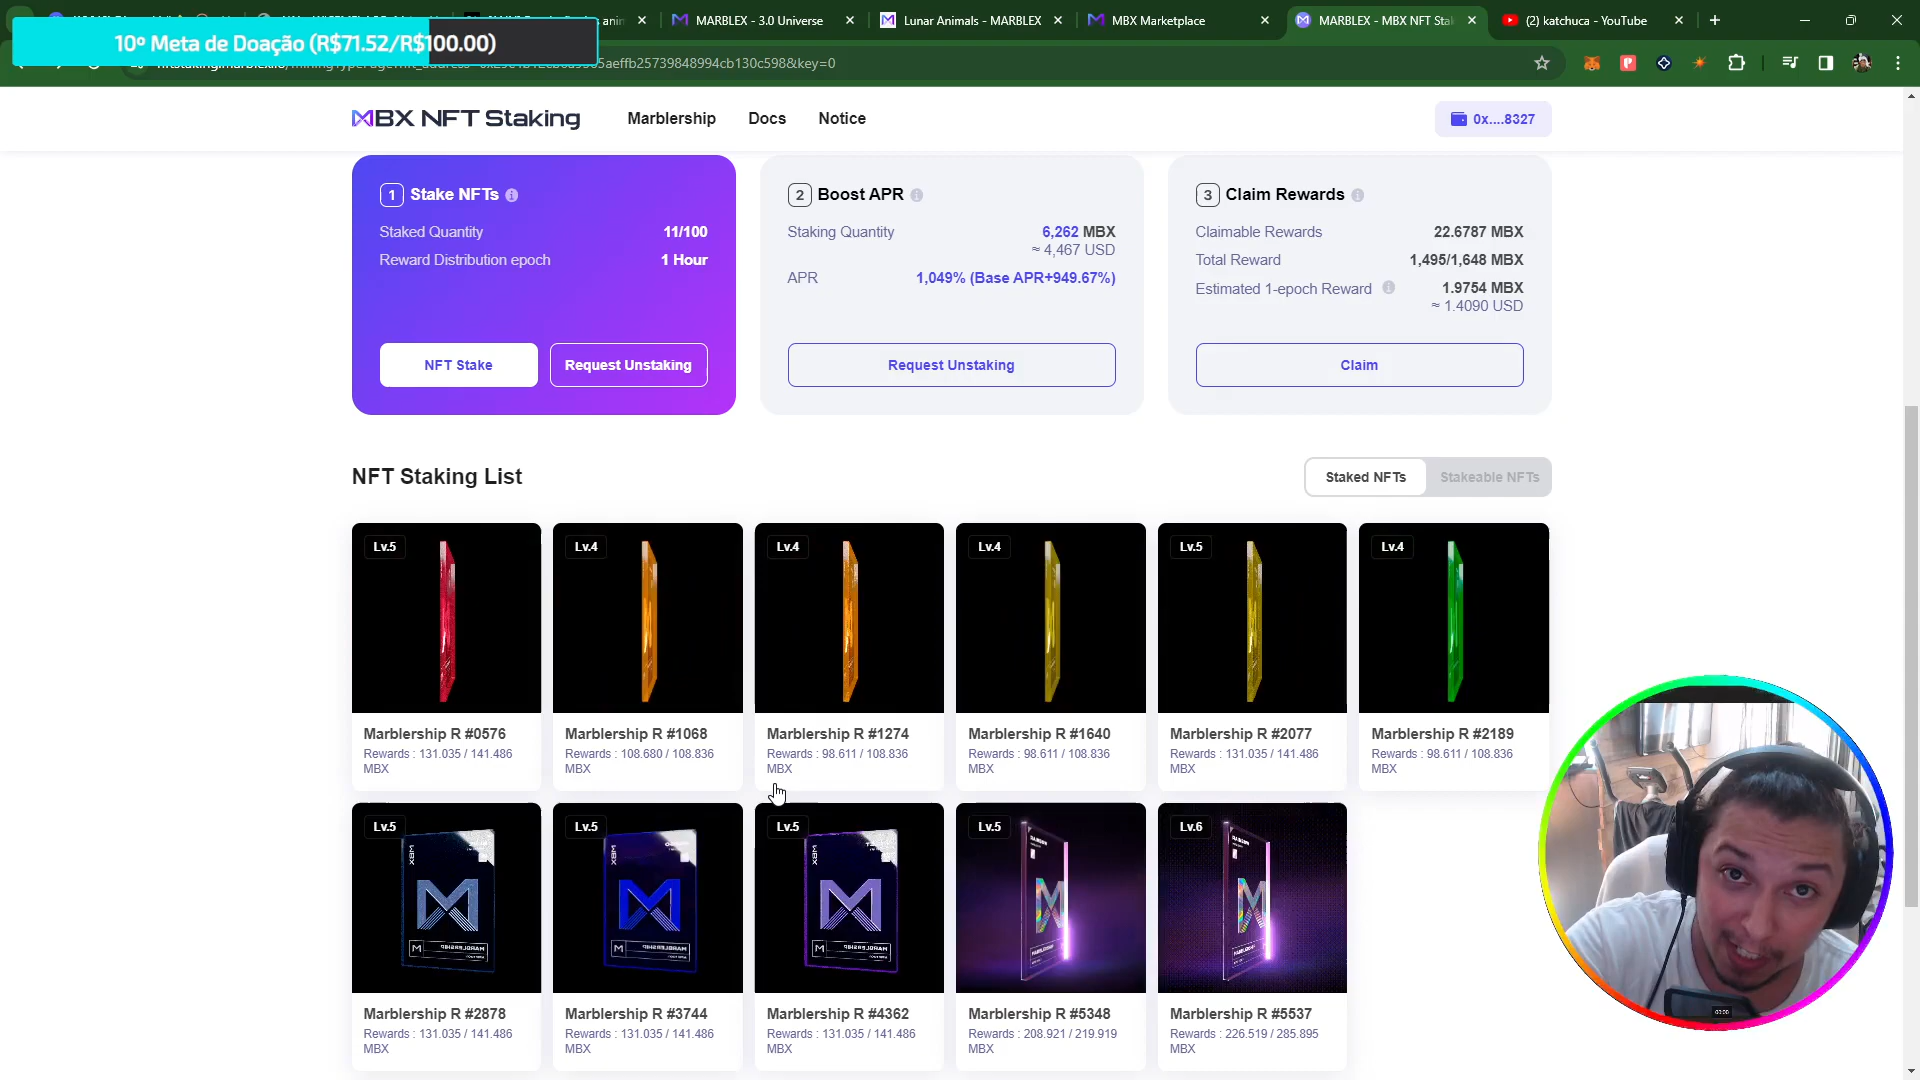 MARBLEX - 3.0 Universe
Lunar Animals - MARBLEX
MBX Marketplace
MARBLEX - MBX NFT Sta
(2) katchuca - YouTube
10º Meta de Doação (R$71.52/R$100.00)
aeffb25739848994cb130c598&key=0
MBX NFT Staking
Marblership
Docs
Notice
0x....8327
1 Stake NFTs
Staked Quantity 11/100
Reward Distribution epoch 1 Hour
NFT Stake
Request Unstaking
2 Boost APR
Staking Quantity 6,262 MBX
≈ 4,467 USD
APR 1,049% (Base APR+949.67%)
Request Unstaking
3 Claim Rewards
Claimable Rewards 22.6787 MBX
Total Reward 1,495/1,648 MBX
Estimated 1-epoch Reward 1.9754 MBX
≈ 1.4090 USD
Claim
NFT Staking List
Staked NFTs
Stakeable NFTs
Lv.5
Marblership R #0576
Rewards : 131.035 / 141.486
MBX
Lv.4
Marblership R #1068
Rewards : 108.680 / 108.836
MBX
Lv.4
Marblership R #1274
Rewards : 98.611 / 108.836
MBX
Lv.4
Marblership R #1640
Rewards : 98.611 / 108.836
MBX
Lv.5
Marblership R #2077
Rewards : 131.035 / 141.486
MBX
Lv.4
Marblership R #2189
Rewards : 98.611 / 108.836
MBX
Lv.5
Marblership R #2878
Rewards : 131.035 / 141.486
MBX
Lv.5
Marblership R #3744
Rewards : 131.035 / 141.486
MBX
Lv.5
Marblership R #4362
Rewards : 131.035 / 141.486
MBX
Lv.5
Marblership R #5348
Rewards : 208.921 / 219.919
MBX
Lv.6
Marblership R #5537
Rewards : 226.519 / 285.895
MBX